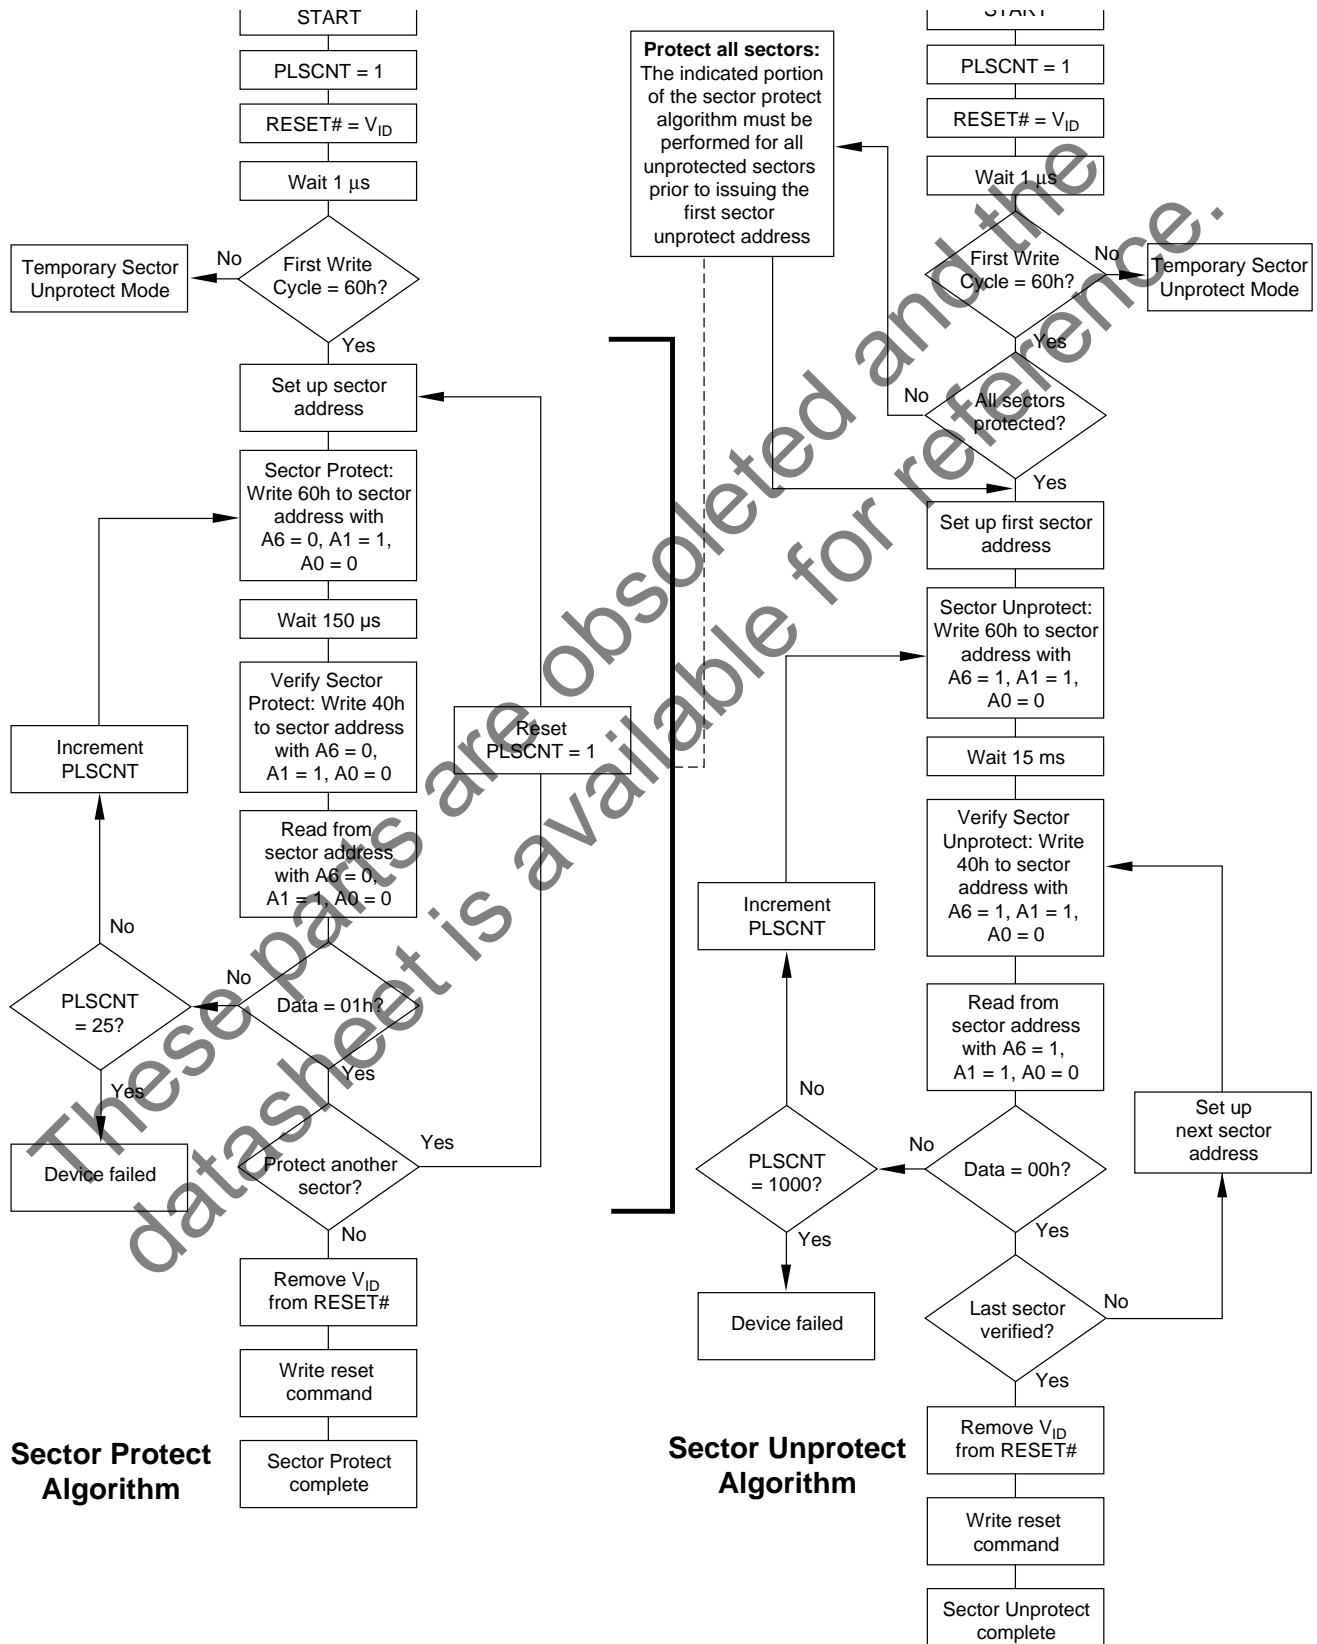 START
PLSCNT = 1
RESET# = VID
Wait 1 μs
First Write
Cycle = 60h?
No
Temporary Sector
Unprotect Mode
Yes
Set up sector
address
Sector Protect:
Write 60h to sector
address with
A6 = 0, A1 = 1,
A0 = 0
Wait 150 µs
Verify Sector
Protect: Write 40h
to sector address
with A6 = 0,
A1 = 1, A0 = 0
Reset
PLSCNT = 1
Increment
PLSCNT
Read from
sector address
with A6 = 0,
A1 = 1, A0 = 0
No
No
PLSCNT
= 25?
Data = 01h?
Yes
Yes
Device failed
Protect another
sector?
Yes
No
Remove VID
from RESET#
Write reset
command
Sector Protect
complete
Sector Protect
Algorithm
Protect all sectors:
The indicated portion
of the sector protect
algorithm must be
performed for all
unprotected sectors
prior to issuing the
first sector
unprotect address
START
PLSCNT = 1
RESET# = VID
Wait 1 μs
First Write
Cycle = 60h?
No
Temporary Sector
Unprotect Mode
Yes
No
All sectors
protected?
Yes
Set up first sector
address
Sector Unprotect:
Write 60h to sector
address with
A6 = 1, A1 = 1,
A0 = 0
Wait 15 ms
Verify Sector
Unprotect: Write
40h to sector
address with
A6 = 1, A1 = 1,
A0 = 0
Increment
PLSCNT
Read from
sector address
with A6 = 1,
A1 = 1, A0 = 0
No
No
PLSCNT
= 1000?
Data = 00h?
Set up
next sector
address
Yes
Yes
Device failed
Last sector
verified?
No
Yes
Remove VID
from RESET#
Write reset
command
Sector Unprotect
complete
Sector Unprotect
Algorithm
These parts are obsoleted and the
datasheet is available for reference.